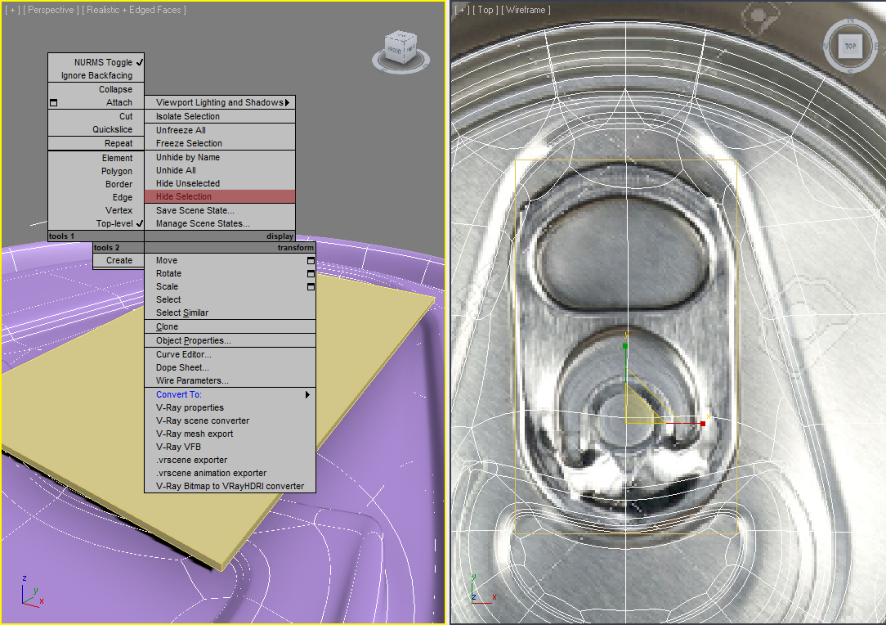 [ + ] [ Perspective ] [ Realistic + Edged Faces ]
[ + ] [ Top ] [ Wireframe ]
TOP
NURMS Toggle
Ignore Backfacing
Collapse
Attach
Cut
Quickslice
Repeat
Element
Polygon
Border
Edge
Vertex
Top-level
tools 1
Viewport Lighting and Shadows
Isolate Selection
Unfreeze All
Freeze Selection
Unhide by Name
Unhide All
Hide Unselected
Hide Selection
Save Scene State...
Manage Scene States...
display
tools 2
Create
transform
Move
Rotate
Scale
Select
Select Similar
Clone
Object Properties...
Curve Editor...
Dope Sheet...
Wire Parameters...
Convert To:
V-Ray properties
V-Ray scene converter
V-Ray mesh export
V-Ray VFB
.vrscene exporter
.vrscene animation exporter
V-Ray Bitmap to VRayHDRI converter
z
y
x
y
z
x